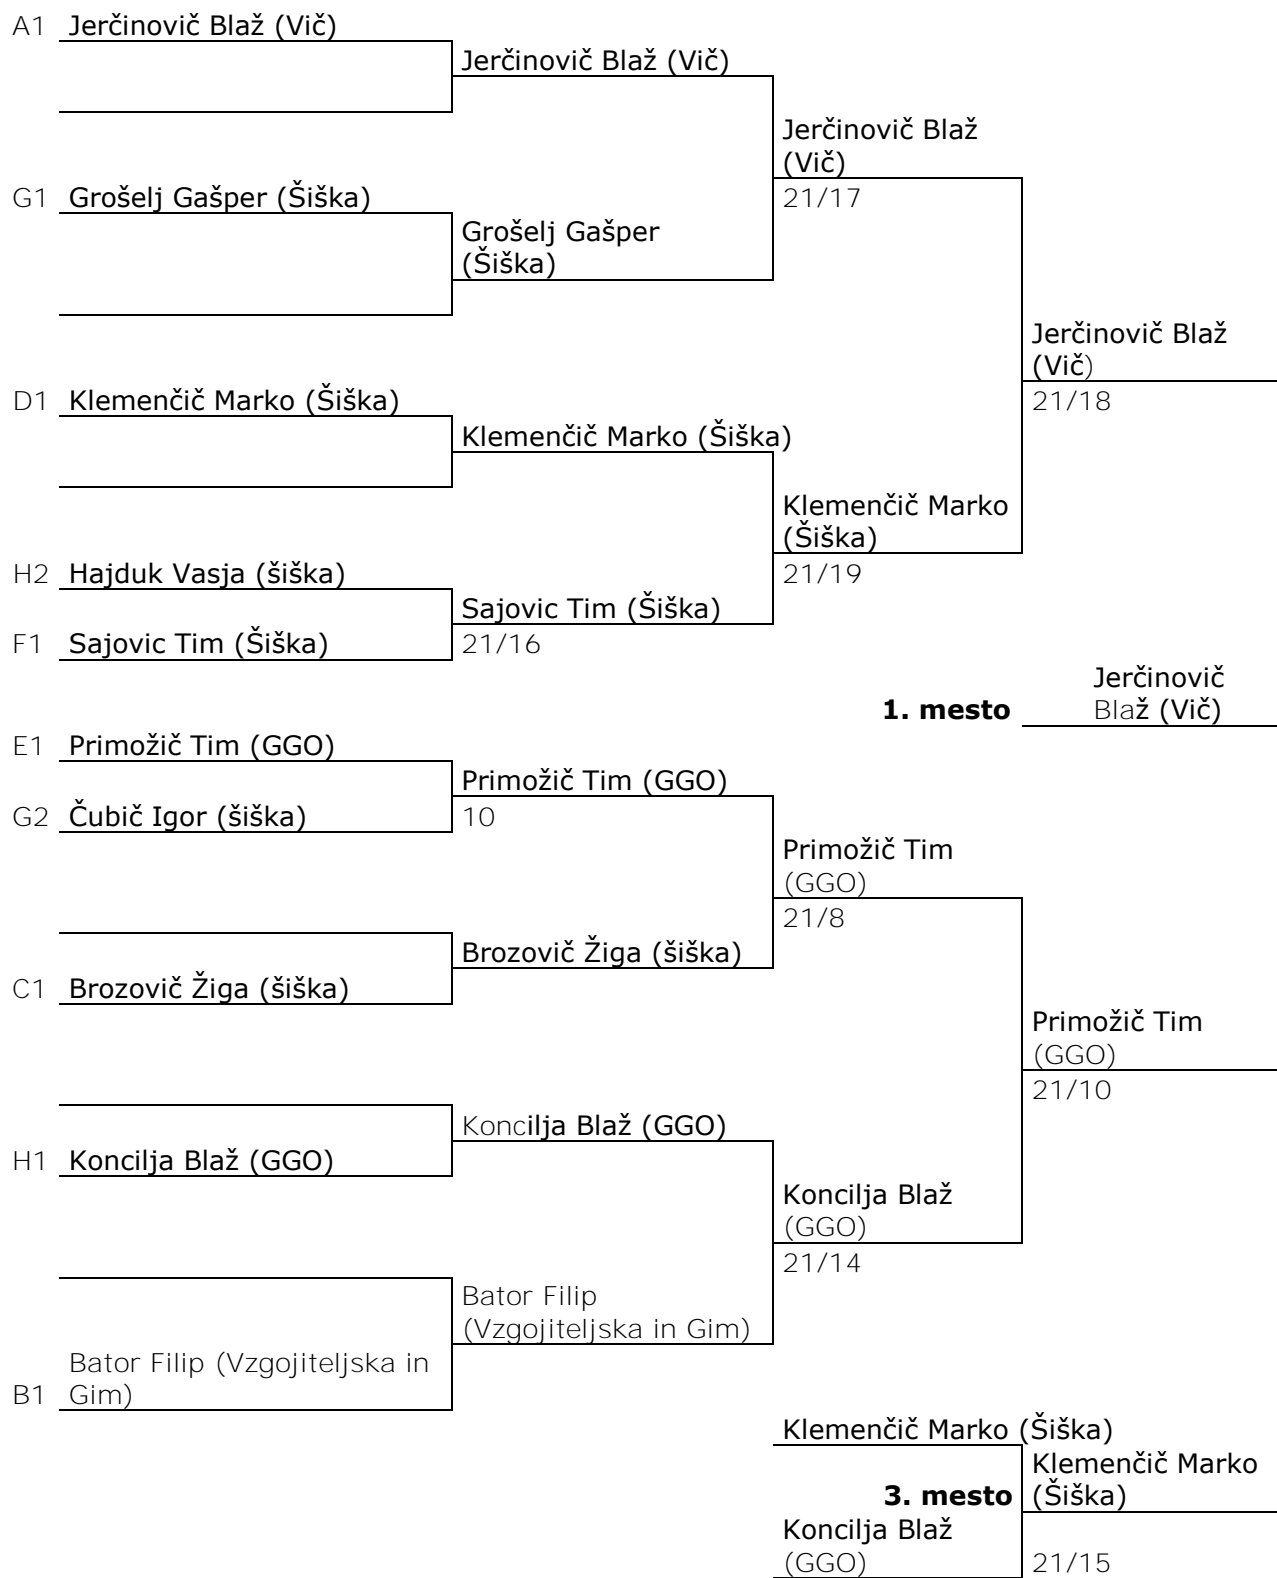 A1 Jerčinovič Blaž (Vič)
Jerčinovič Blaž (Vič)
Jerčinovič Blaž
(Vič)
G1 Grošelj Gašper (Šiška)
21/17
Grošelj Gašper
(Šiška)
Jerčinovič Blaž
(Vič)
D1 Klemenčič Marko (Šiška)
21/18
Klemenčič Marko (Šiška)
Klemenčič Marko
(Šiška)
H2 Hajduk Vasja (šiška)
21/19
Sajovic Tim (Šiška)
F1 Sajovic Tim (Šiška)
21/16
Jerčinovič
1. mesto Blaž (Vič)
E1 Primožič Tim (GGO)
Primožič Tim (GGO)
G2 Čubič Igor (šiška)
10
Primožič Tim
(GGO)
21/8
Brozovič Žiga (šiška)
C1 Brozovič Žiga (šiška)
Primožič Tim
(GGO)
21/10
Koncilja Blaž (GGO)
H1 Koncilja Blaž (GGO)
Koncilja Blaž
(GGO)
21/14
Bator Filip
(Vzgojiteljska in Gim)
Bator Filip (Vzgojiteljska in
B1 Gim)
Klemenčič Marko (Šiška)
Klemenčič Marko
3. mesto (Šiška)
Koncilja Blaž
(GGO) 21/15